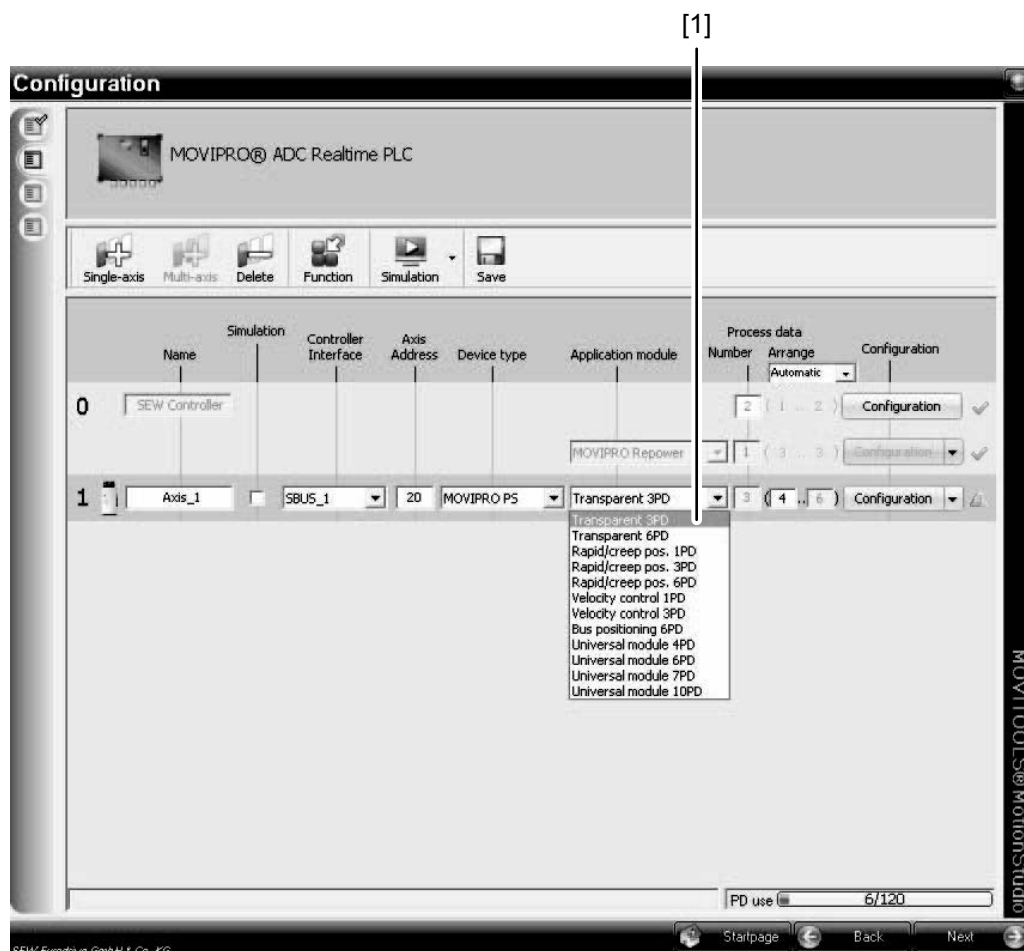 [1]
Configuration
MOVIPRO® ADC Realtime PLC
Single-axis Multi-axis Delete Function Simulation Save
Name Simulation Controller Interface Axis Address Device type Application module Process data Number Arrange Configuration
Automatic
0 SEW Controller 2 ( 1 .. 2 ) Configuration
MOVIPRO Repower 1 ( 3 .. 3 ) Configuration
1 Axis_1 SBUS_1 20 MOVIPRO PS Transparent 3PD 3 ( 4 .. 6 ) Configuration
Transparent 3PD
Transparent 6PD
Rapid/creep pos. 1PD
Rapid/creep pos. 3PD
Rapid/creep pos. 6PD
Velocity control 1PD
Velocity control 3PD
Bus positioning 6PD
Universal module 4PD
Universal module 6PD
Universal module 7PD
Universal module 10PD
MOVITOOLS®MotionStudio
PD use 6/120
Startpage Back Next